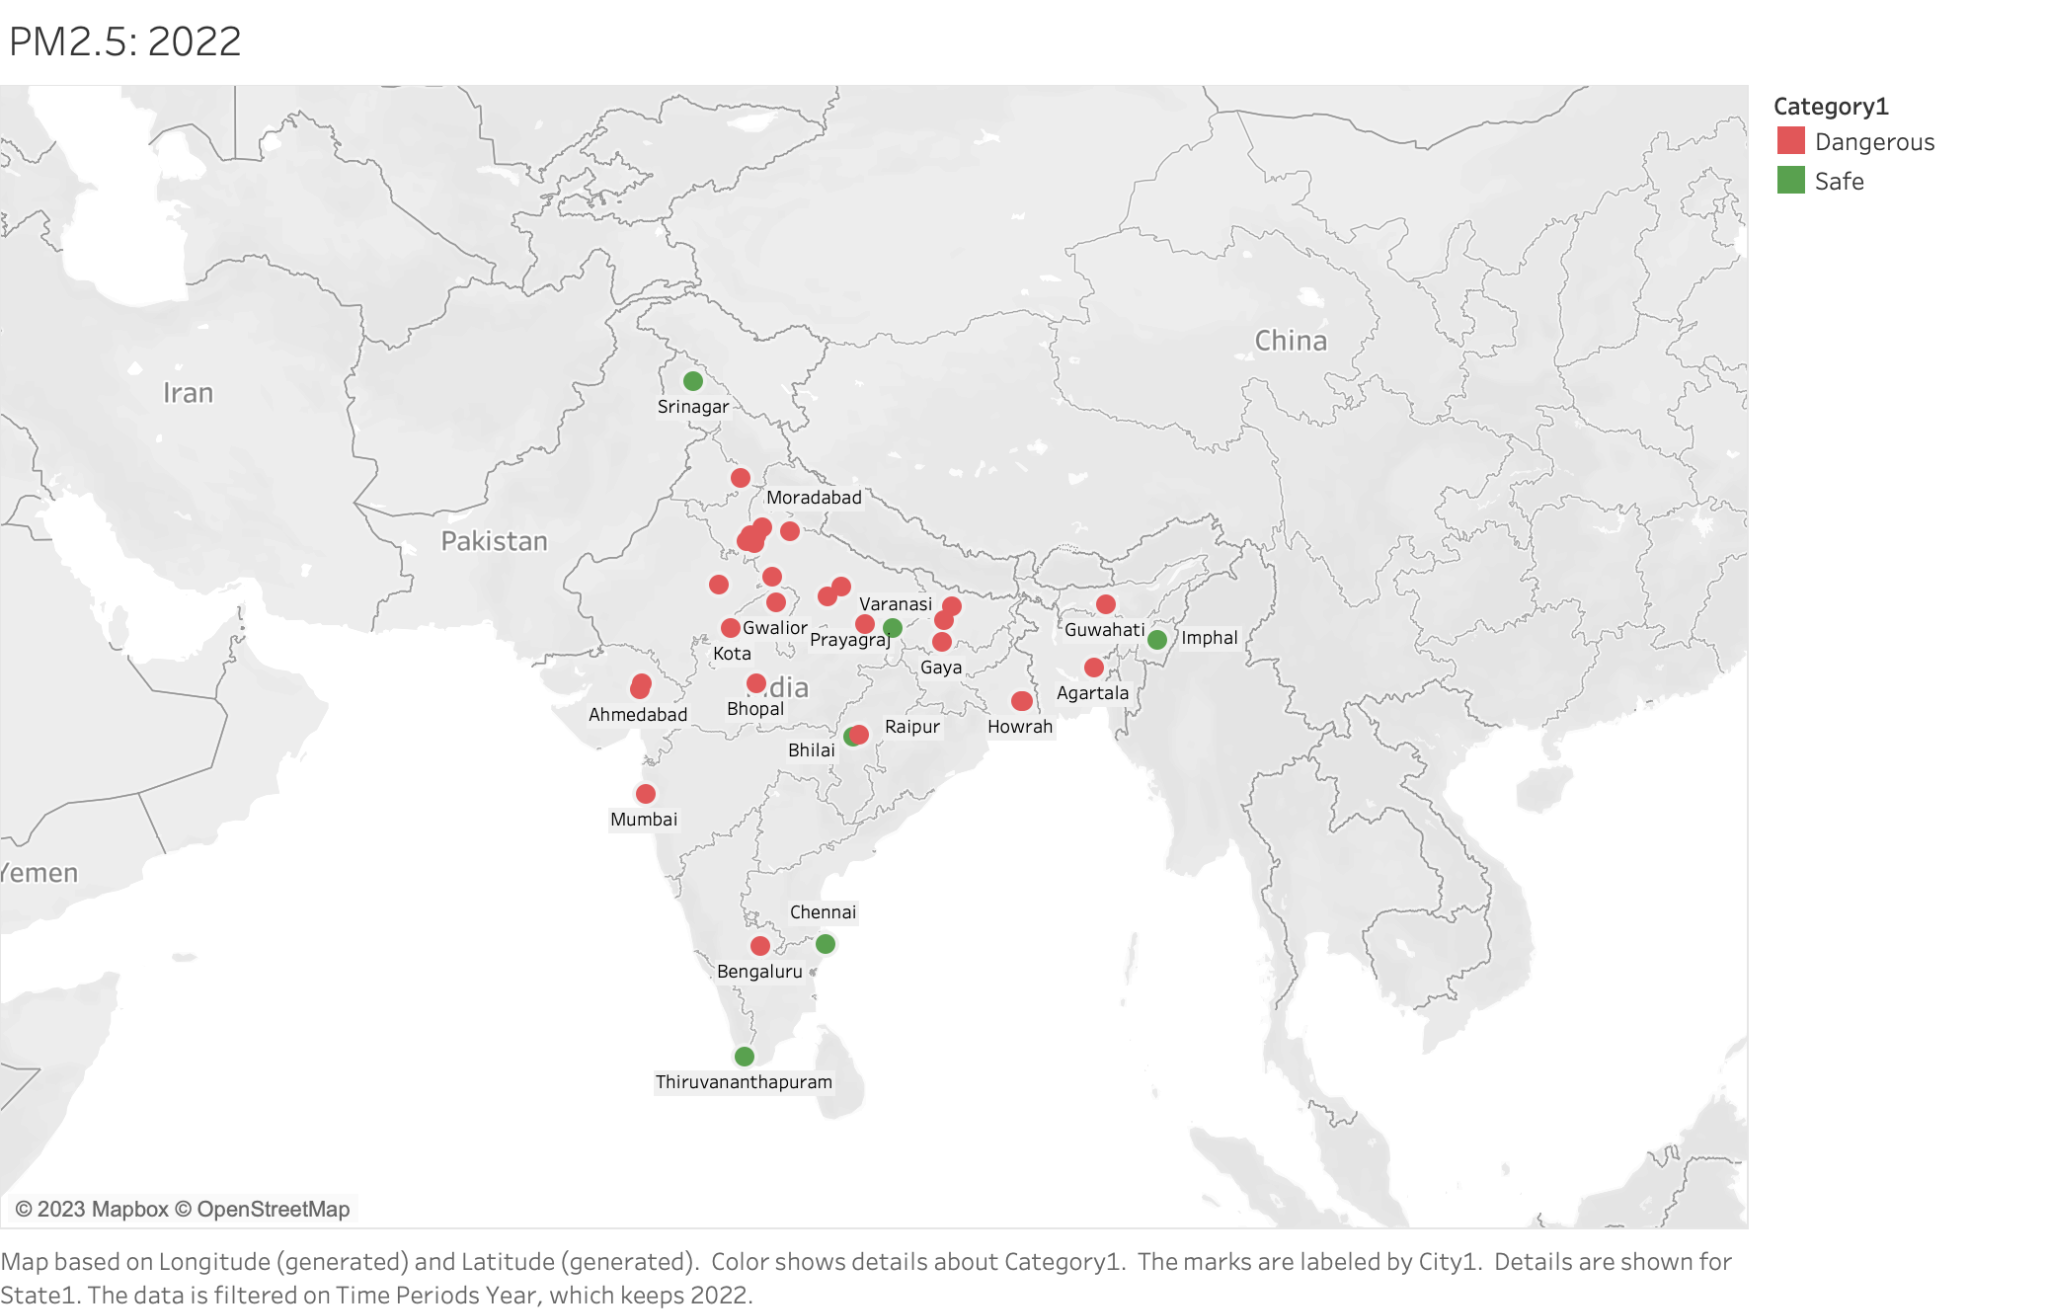 PM2.5: 2022
Category1
Dangerous
Safe
China
Iran
Srinagar
Moradabad
Pakistan
Varanasi
Gwalior
Prayagraj
Guwahati
Imphal
Kota
Gaya
India
Agartala
Bhopal
Ahmedabad
Raipur
Howrah
Bhilai
Mumbai
Yemen
Chennai
Bengaluru
Thiruvananthapuram
© 2023 Mapbox © OpenStreetMap
Map based on Longitude (generated) and Latitude (generated).  Color shows details about Category1.  The marks are labeled by City1.  Details are shown for
State1. The data is filtered on Time Periods Year, which keeps 2022.